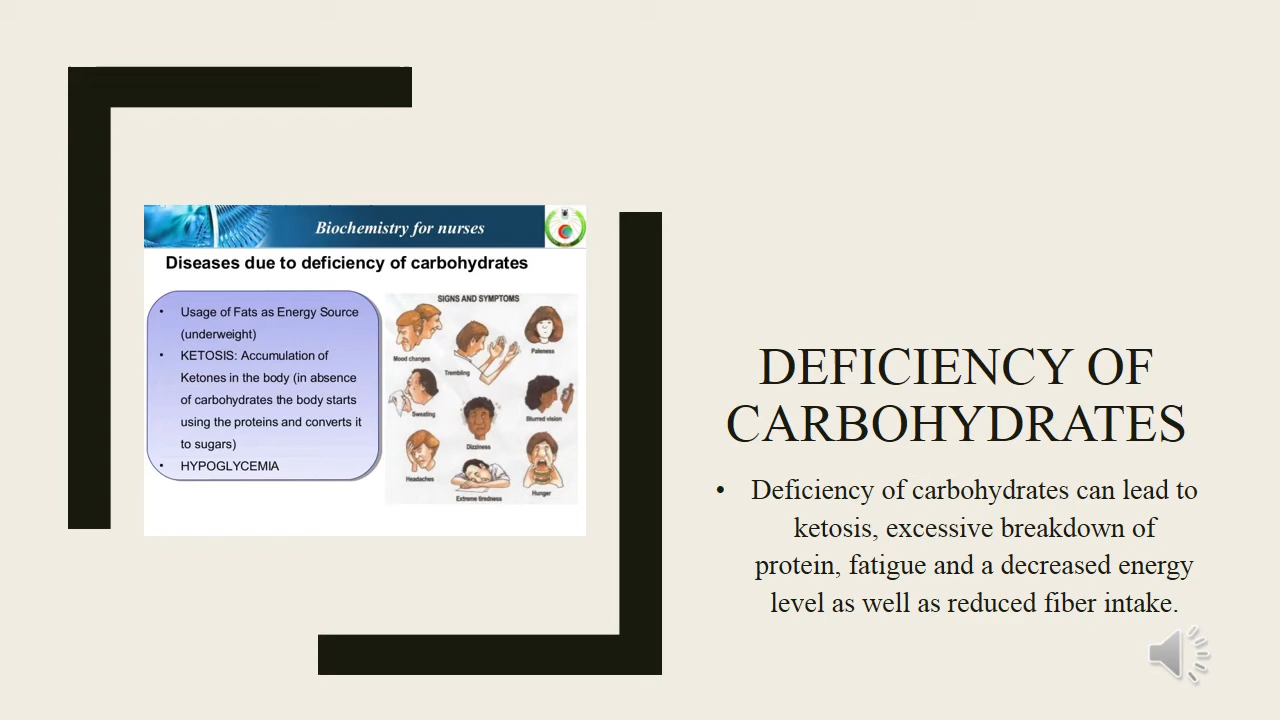 Biochemistry for nurses
Diseases due to deficiency of carbohydrates
• Usage of Fats as Energy Source
(underweight)
• KETOSIS: Accumulation of
Ketones in the body (in absence
of carbohydrates the body starts
using the proteins and converts it
to sugars)
• HYPOGLYCEMIA
SIGNS AND SYMPTOMS
Mood changes
Trembling
Paleness
Sweating
Dizziness
Blurred vision
Headaches
Extreme tiredness
Hunger
DEFICIENCY OF
CARBOHYDRATES
• Deficiency of carbohydrates can lead to
ketosis, excessive breakdown of
protein, fatigue and a decreased energy
level as well as reduced fiber intake.